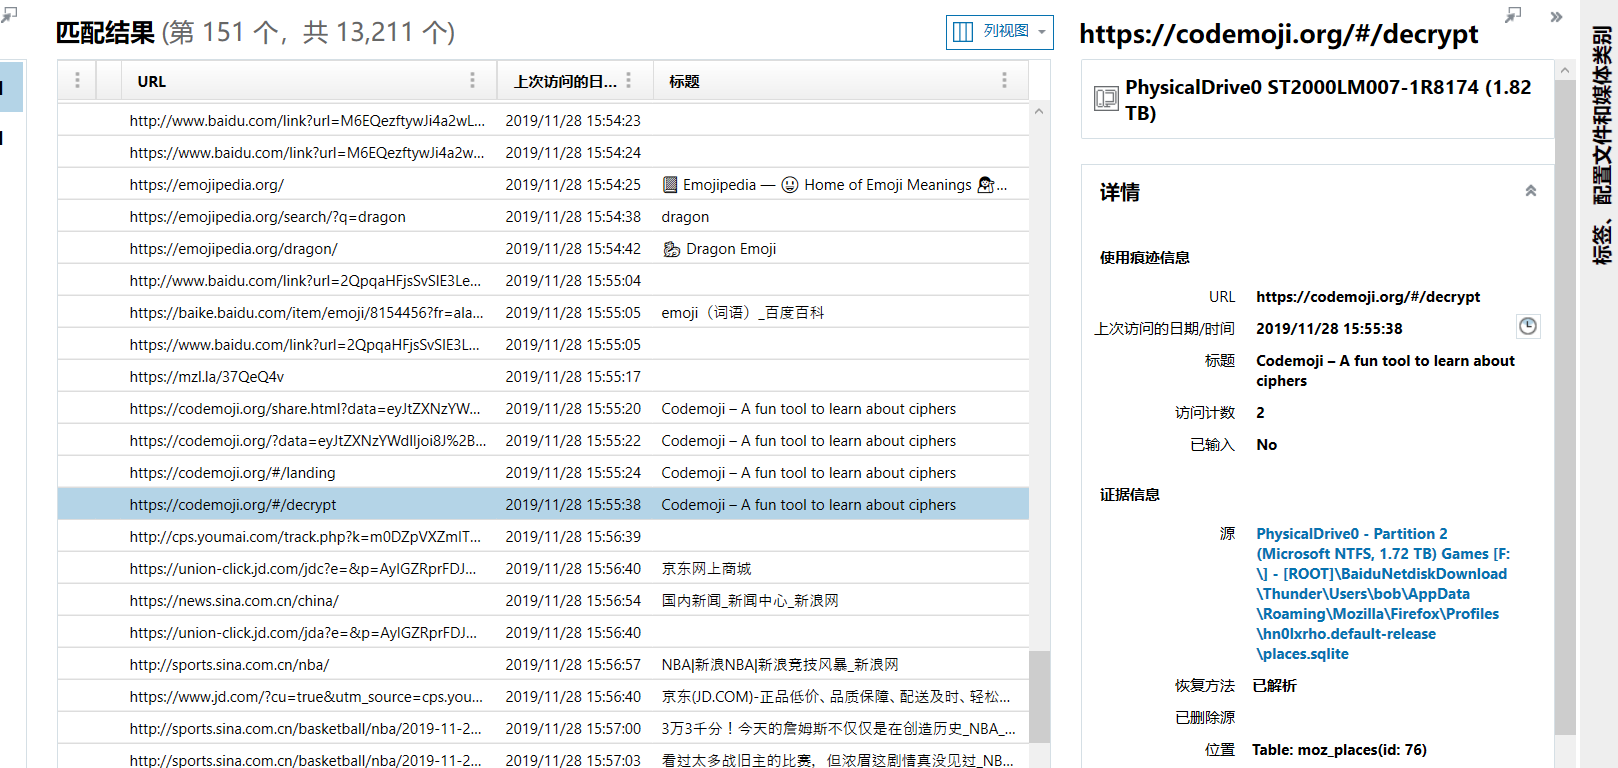 匹配结果 (第 151 个，共 13,211 个)
列视图
URL 上次访问的日... 标题
http://www.baidu.com/link?url=M6EQezftywJi4a2wL... 2019/11/28 15:54:23
https://www.baidu.com/link?url=M6EQezftywJi4a2w... 2019/11/28 15:54:24
https://emojipedia.org/ 2019/11/28 15:54:25 📓 Emojipedia — 😃 Home of Emoji Meanings ...
https://emojipedia.org/search/?q=dragon 2019/11/28 15:54:38 dragon
https://emojipedia.org/dragon/ 2019/11/28 15:54:42 🐉 Dragon Emoji
http://www.baidu.com/link?url=2QpqaHFjsSvSIE3Le... 2019/11/28 15:55:04
https://baike.baidu.com/item/emoji/8154456?fr=ala... 2019/11/28 15:55:05 emoji（词语）_百度百科
http://www.baidu.com/link?url=2QpqaHFjsSvSIE3L... 2019/11/28 15:55:05
https://mzl.la/37QeQ4v 2019/11/28 15:55:17
https://codemoji.org/share.html?data=eyJtZXNzYW... 2019/11/28 15:55:20 Codemoji – A fun tool to learn about ciphers
https://codemoji.org/?data=eyJtZXNzYWdlIjoi8J%2B... 2019/11/28 15:55:22 Codemoji – A fun tool to learn about ciphers
https://codemoji.org/#/landing 2019/11/28 15:55:24 Codemoji – A fun tool to learn about ciphers
https://codemoji.org/#/decrypt 2019/11/28 15:55:38 Codemoji – A fun tool to learn about ciphers
http://cps.youmai.com/track.php?k=m0DZpVXZmIT... 2019/11/28 15:56:39
https://union-click.jd.com/jdc?e=&p=AyIGZRprFDJ... 2019/11/28 15:56:40 京东网上商城
https://news.sina.com.cn/china/ 2019/11/28 15:56:54 国内新闻_新闻中心_新浪网
https://union-click.jd.com/jda?e=&p=AyIGZRprFDJ... 2019/11/28 15:56:40
http://sports.sina.com.cn/nba/ 2019/11/28 15:56:57 NBA|新浪NBA|新浪竞技风暴_新浪网
https://www.jd.com/?cu=true&utm_source=cps.you... 2019/11/28 15:56:40 京东(JD.COM)-正品低价、品质保障、配送及时、轻松...
http://sports.sina.com.cn/basketball/nba/2019-11-2... 2019/11/28 15:57:00 3万3千分！今天的詹姆斯不仅仅是在创造历史_NBA_...
http://sports.sina.com.cn/basketball/nba/2019-11-2... 2019/11/28 15:57:03 看过太多战旧主的比赛，但浓眉这剧情真没见过_NB...
https://codemoji.org/#/decrypt
PhysicalDrive0 ST2000LM007-1R8174 (1.82
TB)
详情
使用痕迹信息
URL https://codemoji.org/#/decrypt
上次访问的日期/时间 2019/11/28 15:55:38
标题 Codemoji – A fun tool to learn about
ciphers
访问计数 2
已输入 No
证据信息
源 PhysicalDrive0 - Partition 2
(Microsoft NTFS, 1.72 TB) Games [F:
\] - [ROOT]\BaiduNetdiskDownload
\Thunder\Users\bob\AppData
\Roaming\Mozilla\Firefox\Profiles
\hn0lxrho.default-release
\places.sqlite
恢复方法 已解析
已删除源
位置 Table: moz_places(id: 76)
标签、配置文件和媒体类别